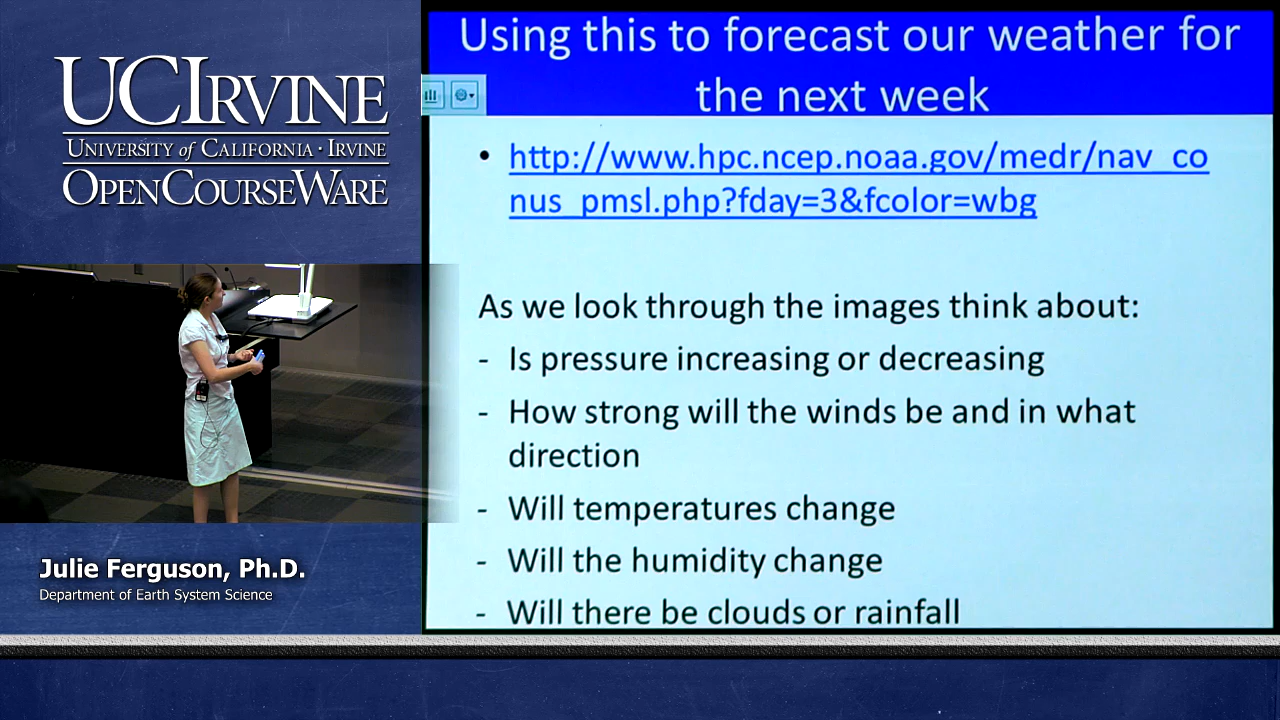 UCIRVINE
UNIVERSITY of CALIFORNIA · IRVINE
OPENCOURSEWARE
Julie Ferguson, Ph.D.
Department of Earth System Science
Using this to forecast our weather for
the next week
• http://www.hpc.ncep.noaa.gov/medr/nav_co
nus_pmsl.php?fday=3&fcolor=wbg
As we look through the images think about:
- Is pressure increasing or decreasing
- How strong will the winds be and in what
direction
- Will temperatures change
- Will the humidity change
- Will there be clouds or rainfall